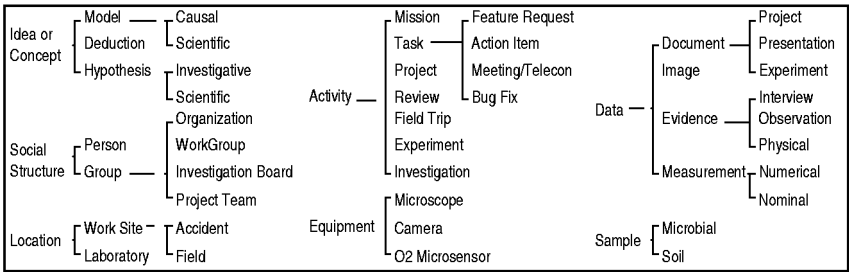 Idea or
Concept
Model
Deduction
Hypothesis
Causal
Scientific
Investigative
Scientific
Social
Structure
Person
Group
Organization
WorkGroup
Investigation Board
Project Team
Location
Work Site
Laboratory
Accident
Field
Activity
Mission
Task
Project
Review
Field Trip
Experiment
Investigation
Feature Request
Action Item
Meeting/Telecon
Bug Fix
Equipment
Microscope
Camera
O2 Microsensor
Data
Document
Image
Evidence
Measurement
Project
Presentation
Experiment
Interview
Observation
Physical
Numerical
Nominal
Sample
Microbial
Soil